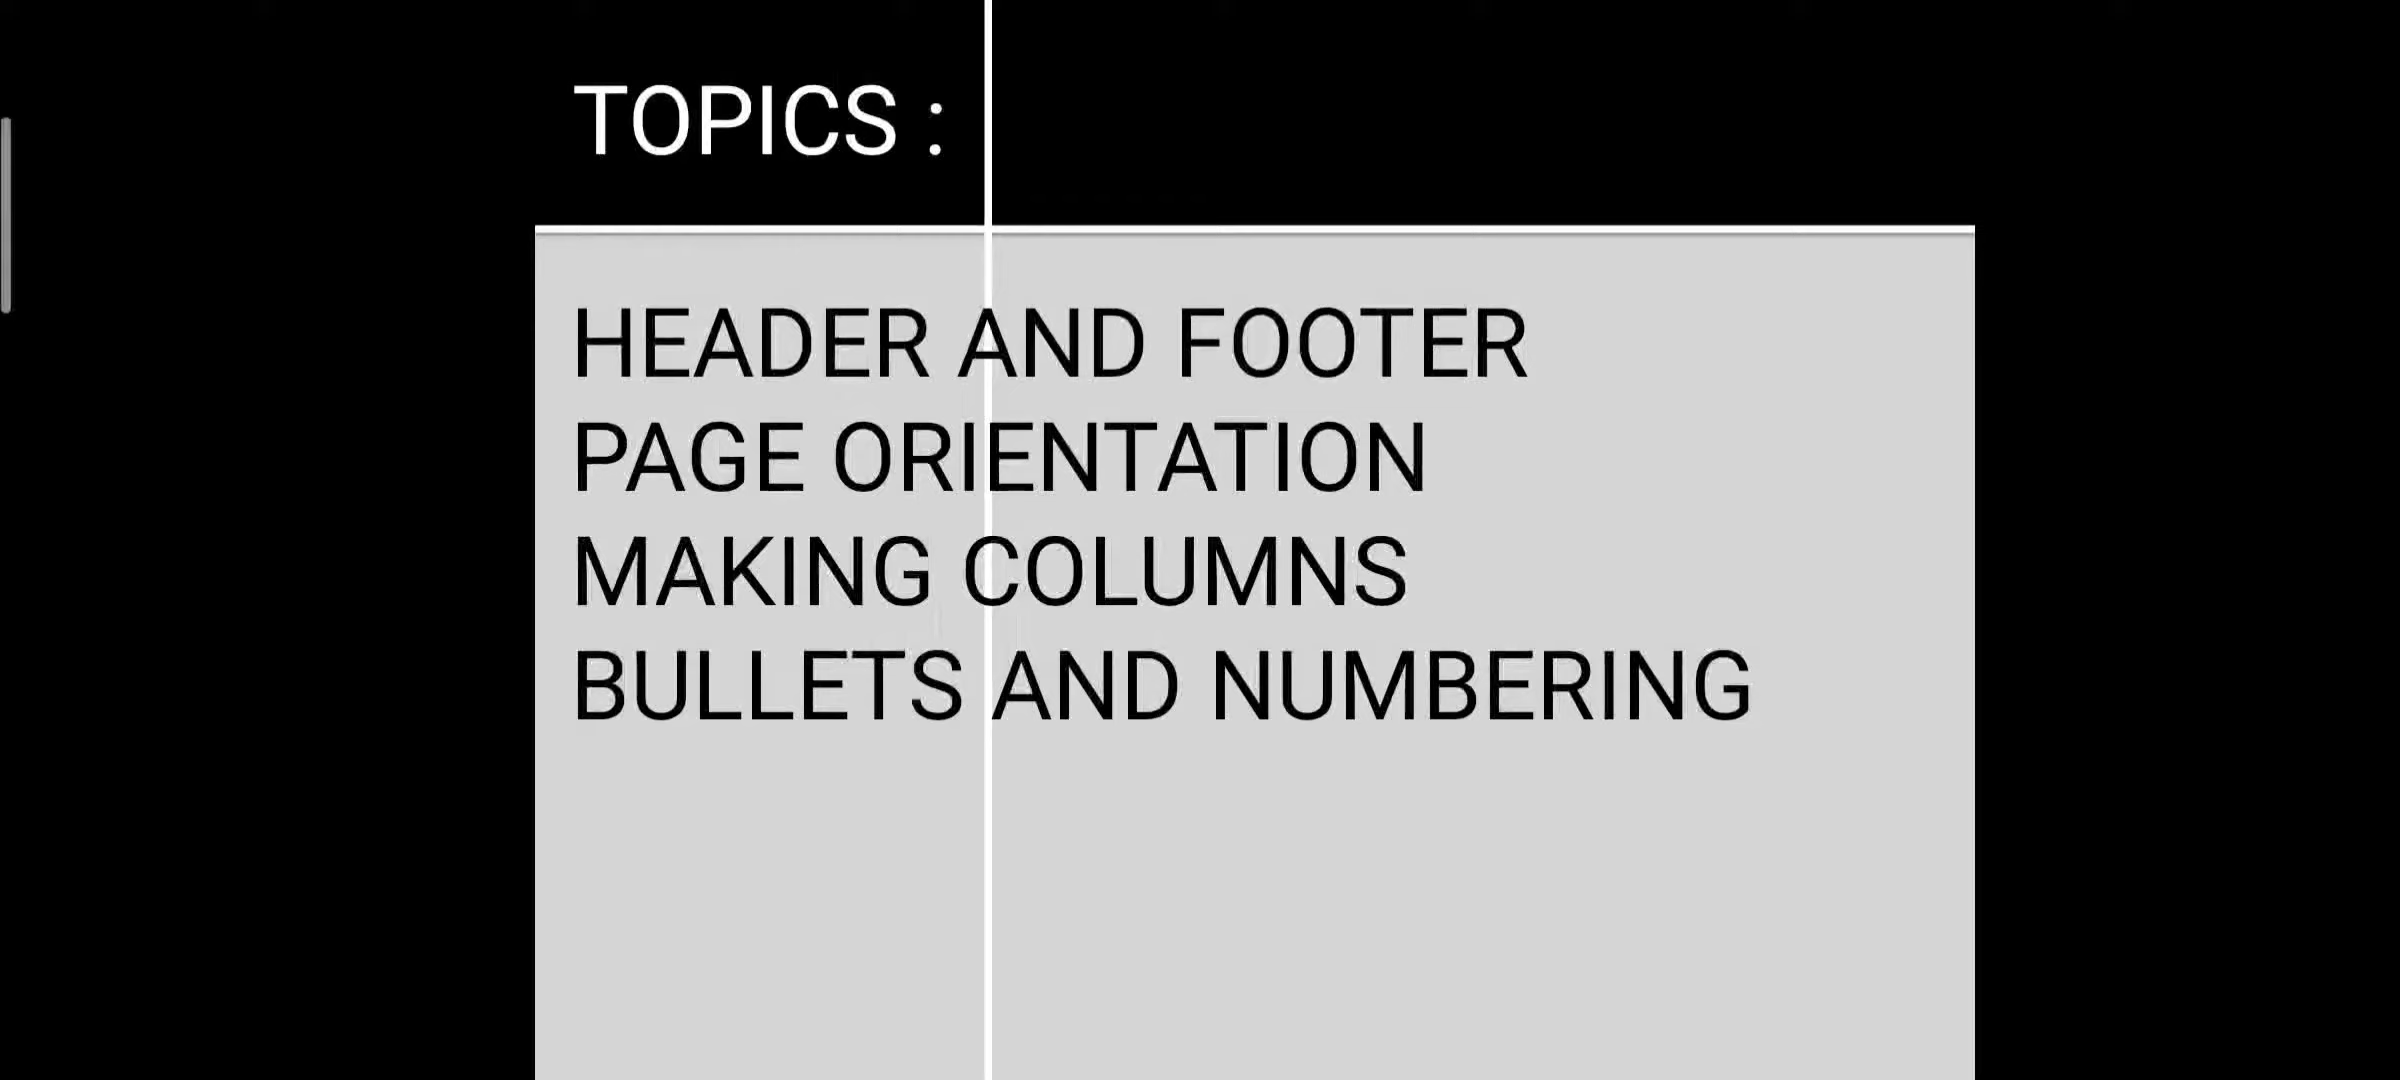 TOPICS :
HEADER AND FOOTER
PAGE ORIENTATION
MAKING COLUMNS
BULLETS AND NUMBERING